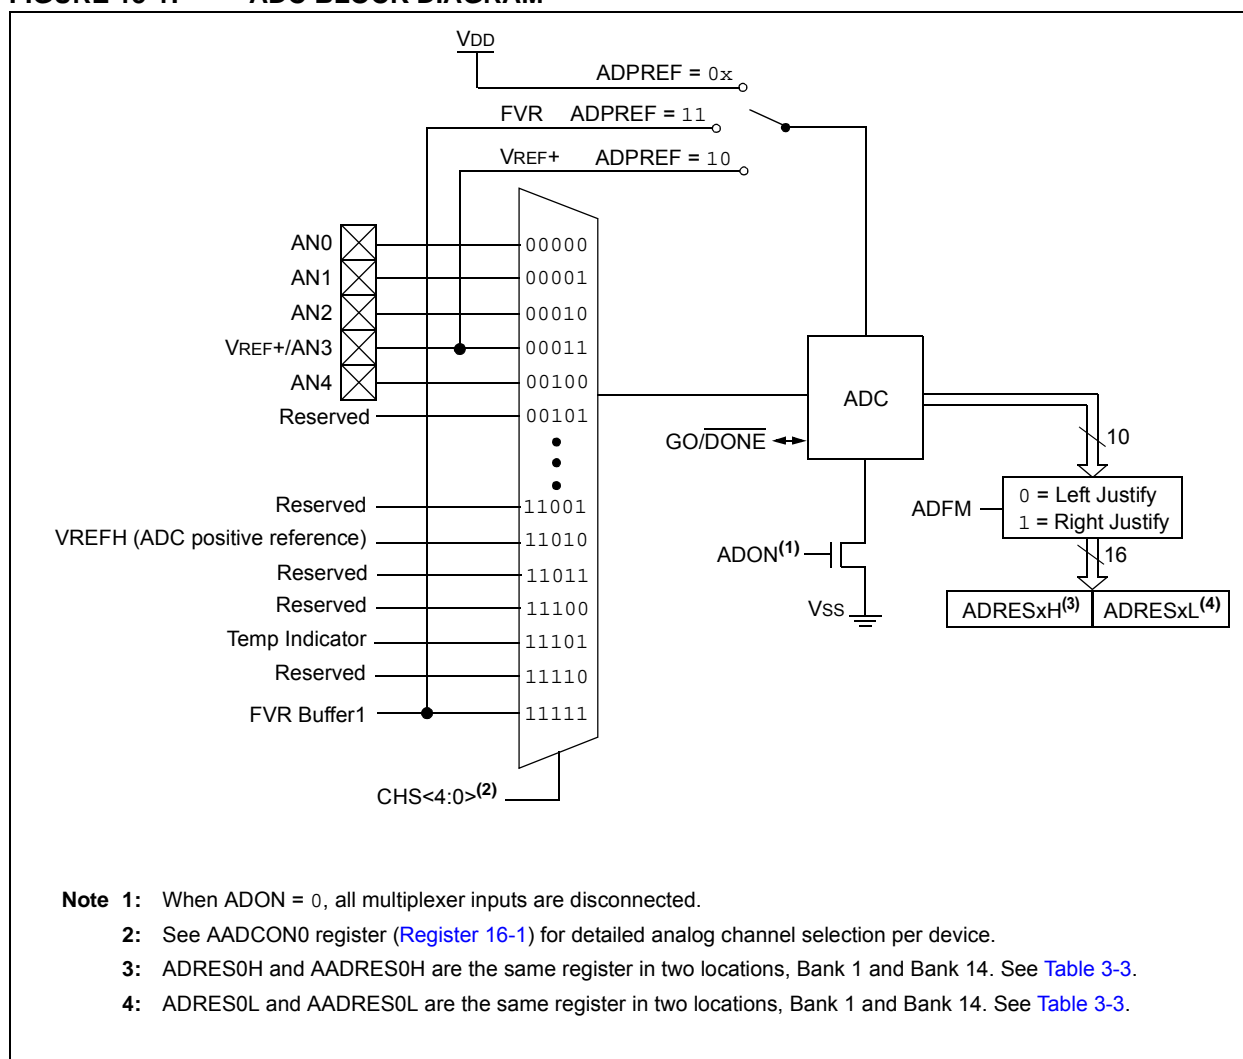 FIGURE 16-1: ADC BLOCK DIAGRAM
VDD
ADPREF = 0x
FVR ADPREF = 11
VREF+ ADPREF = 10
AN0 00000
AN1 00001
AN2 00010
VREF+/AN3 00011
AN4 00100
Reserved 00101
ADC
GO/DONE
10
Reserved 11001
VREFH (ADC positive reference) 11010
Reserved 11011
Reserved 11100
Temp Indicator 11101
Reserved 11110
FVR Buffer1 11111
ADFM
0 = Left Justify
1 = Right Justify
ADON(1)
16
VSS
ADRESxH(3) ADRESxL(4)
CHS<4:0>(2)
Note 1: When ADON = 0, all multiplexer inputs are disconnected.
2: See AADCON0 register (Register 16-1) for detailed analog channel selection per device.
3: ADRES0H and AADRES0H are the same register in two locations, Bank 1 and Bank 14. See Table 3-3.
4: ADRES0L and AADRES0L are the same register in two locations, Bank 1 and Bank 14. See Table 3-3.